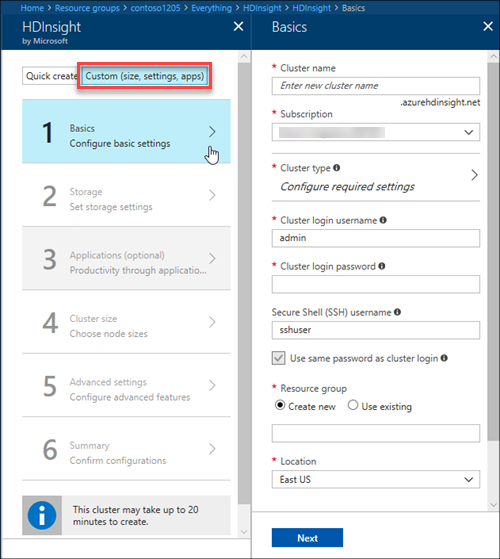 Home > Resource groups > contoso1205 > Everything > HDInsight > HDInsight > Basics
HDInsight
by Microsoft
Quick create
Custom (size, settings, apps)
1
Basics
Configure basic settings
2
Storage
Set storage settings
3
Applications (optional)
Productivity through applicatio...
4
Cluster size
Choose node sizes
5
Advanced settings
Configure advanced features
6
Summary
Confirm configurations
This cluster may take up to 20
minutes to create.
Basics
* Cluster name
Enter new cluster name
.azurehdinsight.net
* Subscription
* Cluster type
Configure required settings
* Cluster login username
admin
* Cluster login password
Secure Shell (SSH) username
sshuser
Use same password as cluster login
* Resource group
Create new Use existing
* Location
East US
Next